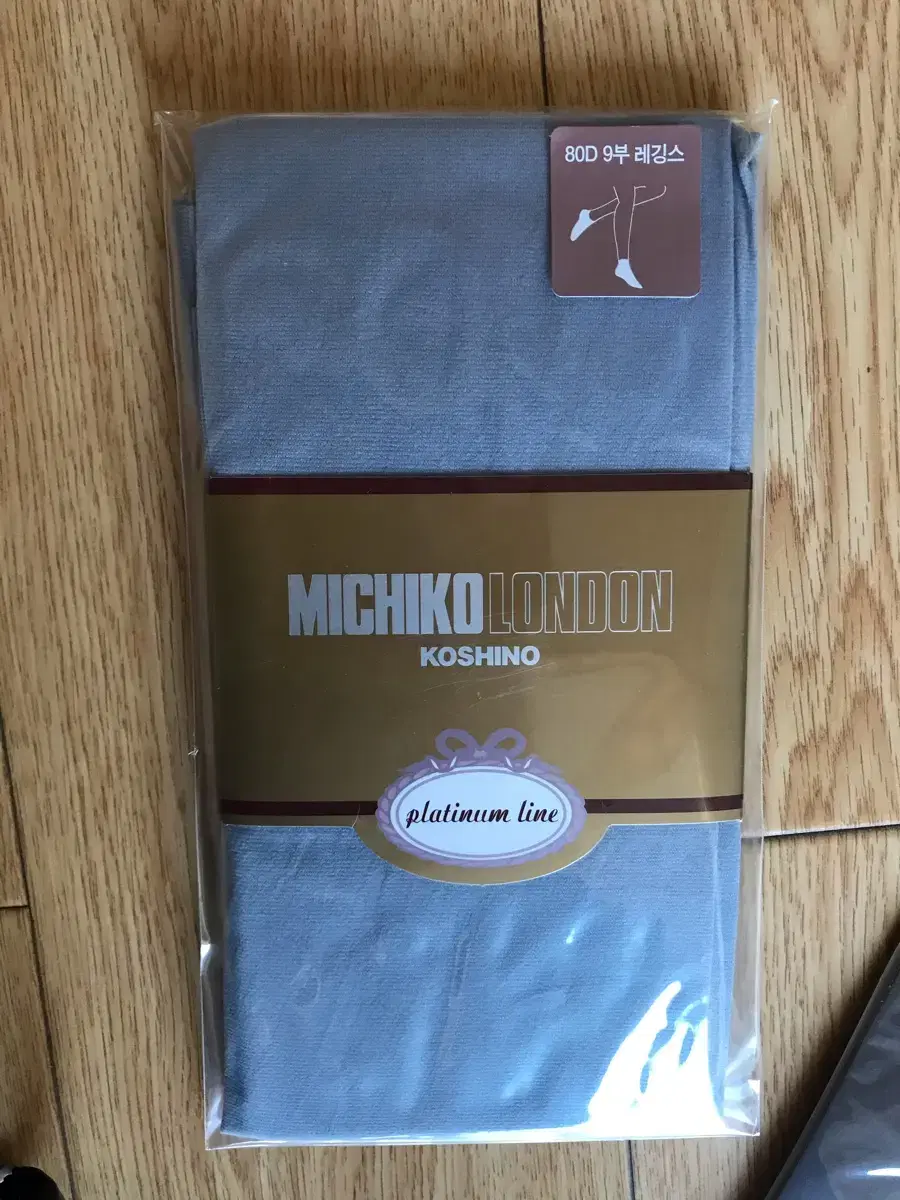 80D 9부 레깅스
MICHIKO LONDON
KOSHINO
platinum line